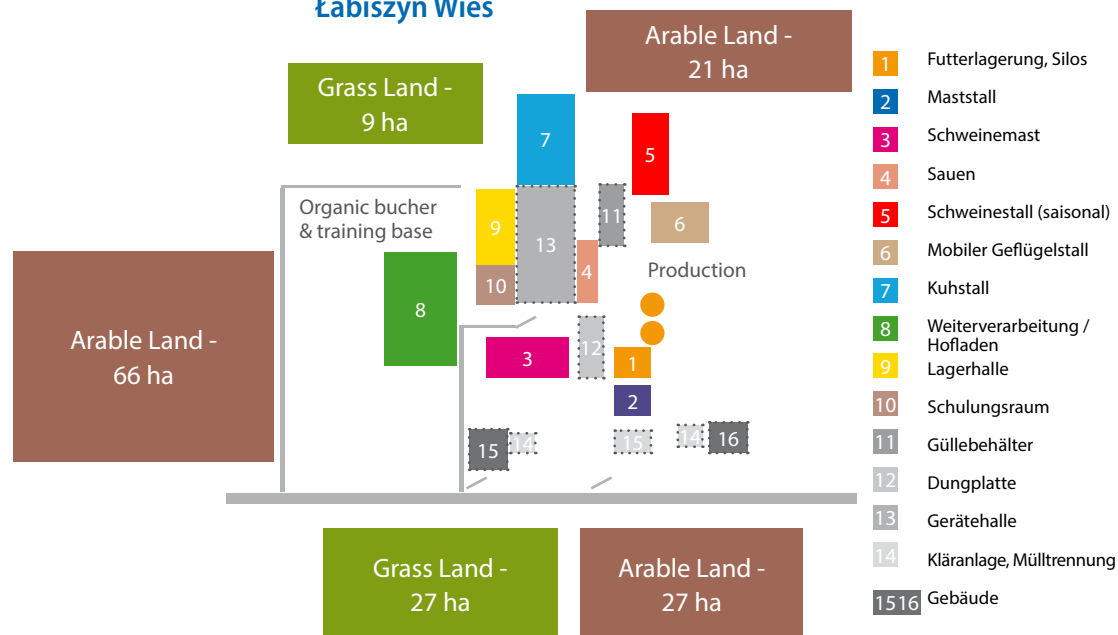 Łabiszyn Wieś
Arable Land -
21 ha
Grass Land -
9 ha
7
5
Organic bucher
& training base
9
11
6
13
10
4
Production
8
Arable Land -
66 ha
3
12
1
2
15
14
15
14
16
Grass Land -
27 ha
Arable Land -
27 ha
1 Futterlagerung, Silos
2 Maststall
3 Schweinemast
4 Sauen
5 Schweinestall (saisonal)
6 Mobiler Geflügelstall
7 Kuhstall
8 Weiterverarbeitung /
Hofladen
9 Lagerhalle
10 Schulungsraum
11 Güllebehälter
12 Dungplatte
13 Gerätehalle
14 Kläranlage, Mülltrennung
15 16 Gebäude